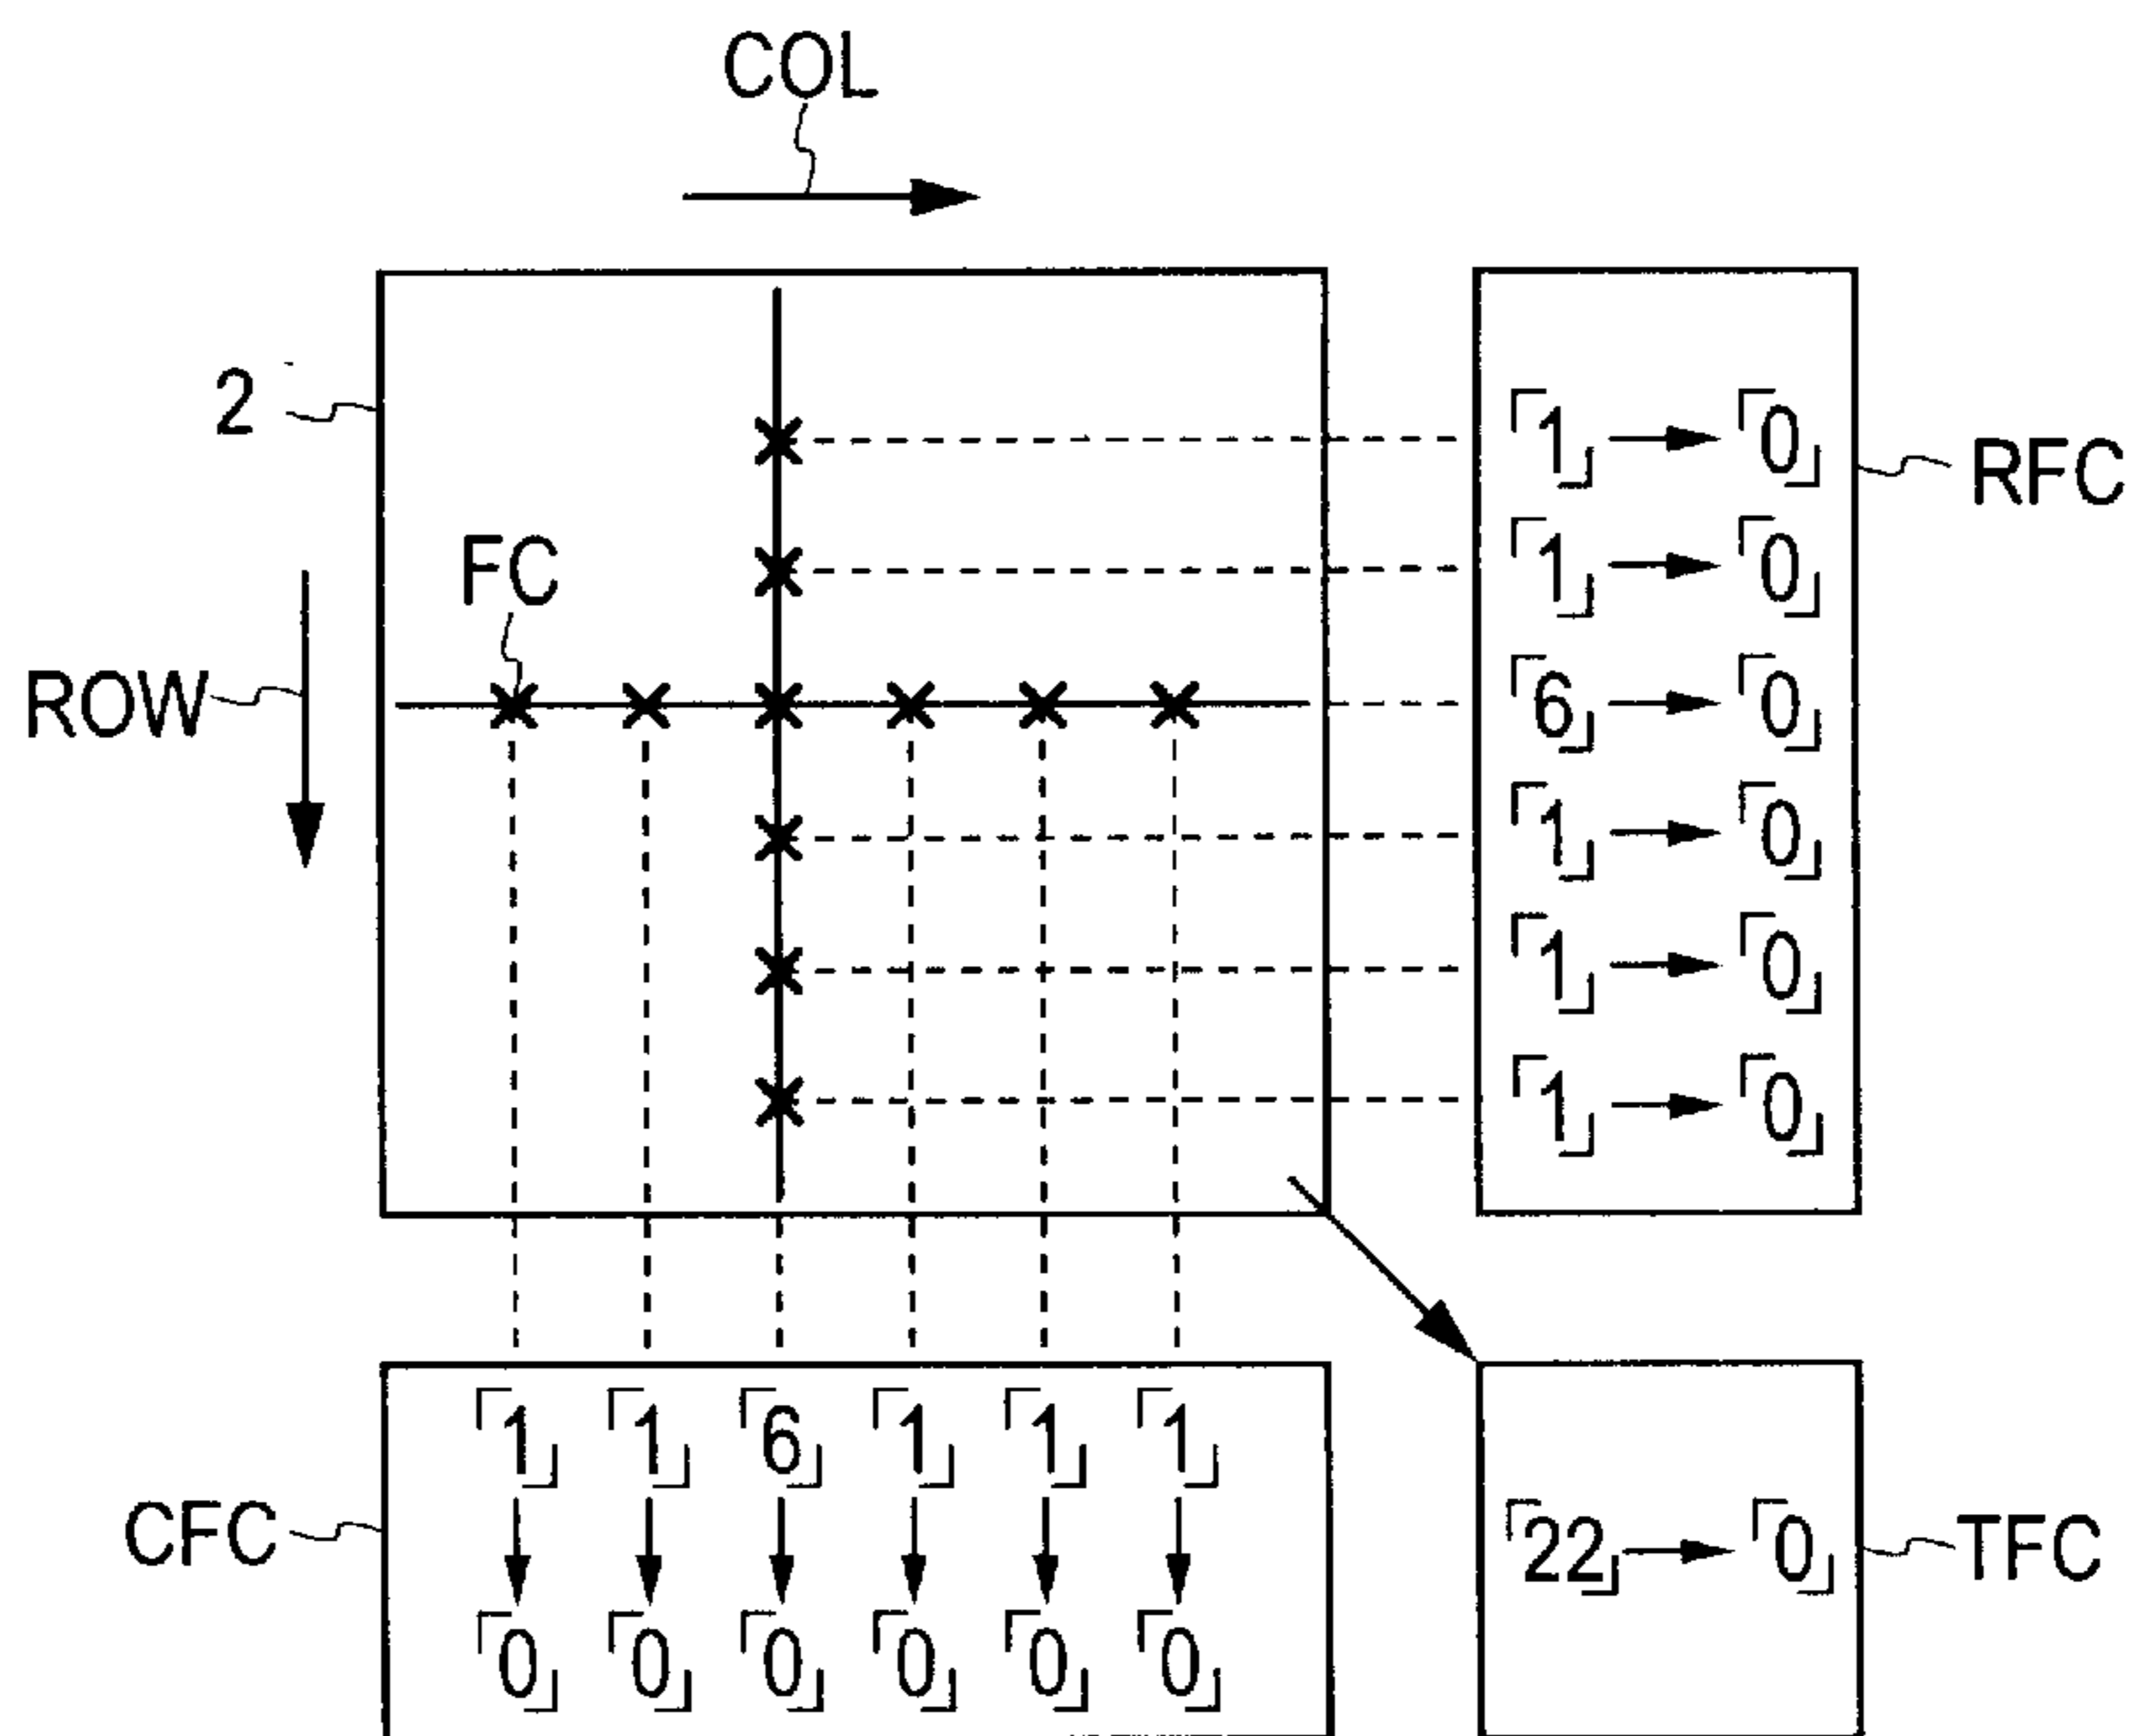 COL
2
FC
ROW
「1」 → 「0」
「1」 → 「0」
「6」 → 「0」
「1」 → 「0」
「1」 → 「0」
「1」 → 「0」
RFC
「1」 「1」 「6」 「1」 「1」 「1」
「0」 「0」 「0」 「0」 「0」 「0」
CFC
「22」 → 「0」
TFC